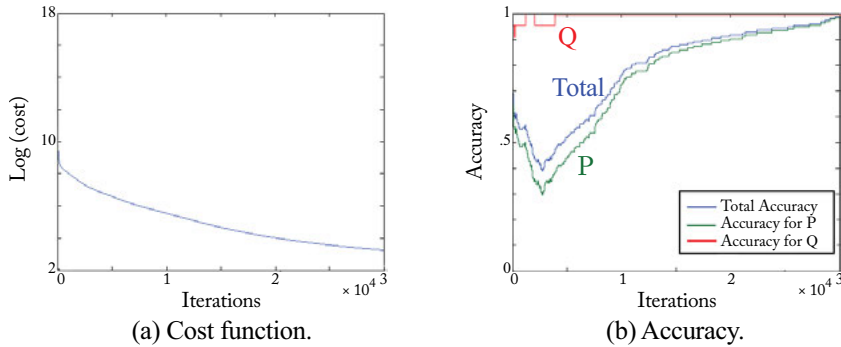 18
10
2
Log (cost)
0
1
2
3
× 10⁴
Iterations
(a) Cost function.
1
.5
0
Accuracy
Q
Total
P
Total Accuracy
Accuracy for P
Accuracy for Q
0
1
2
3
× 10⁴
Iterations
(b) Accuracy.